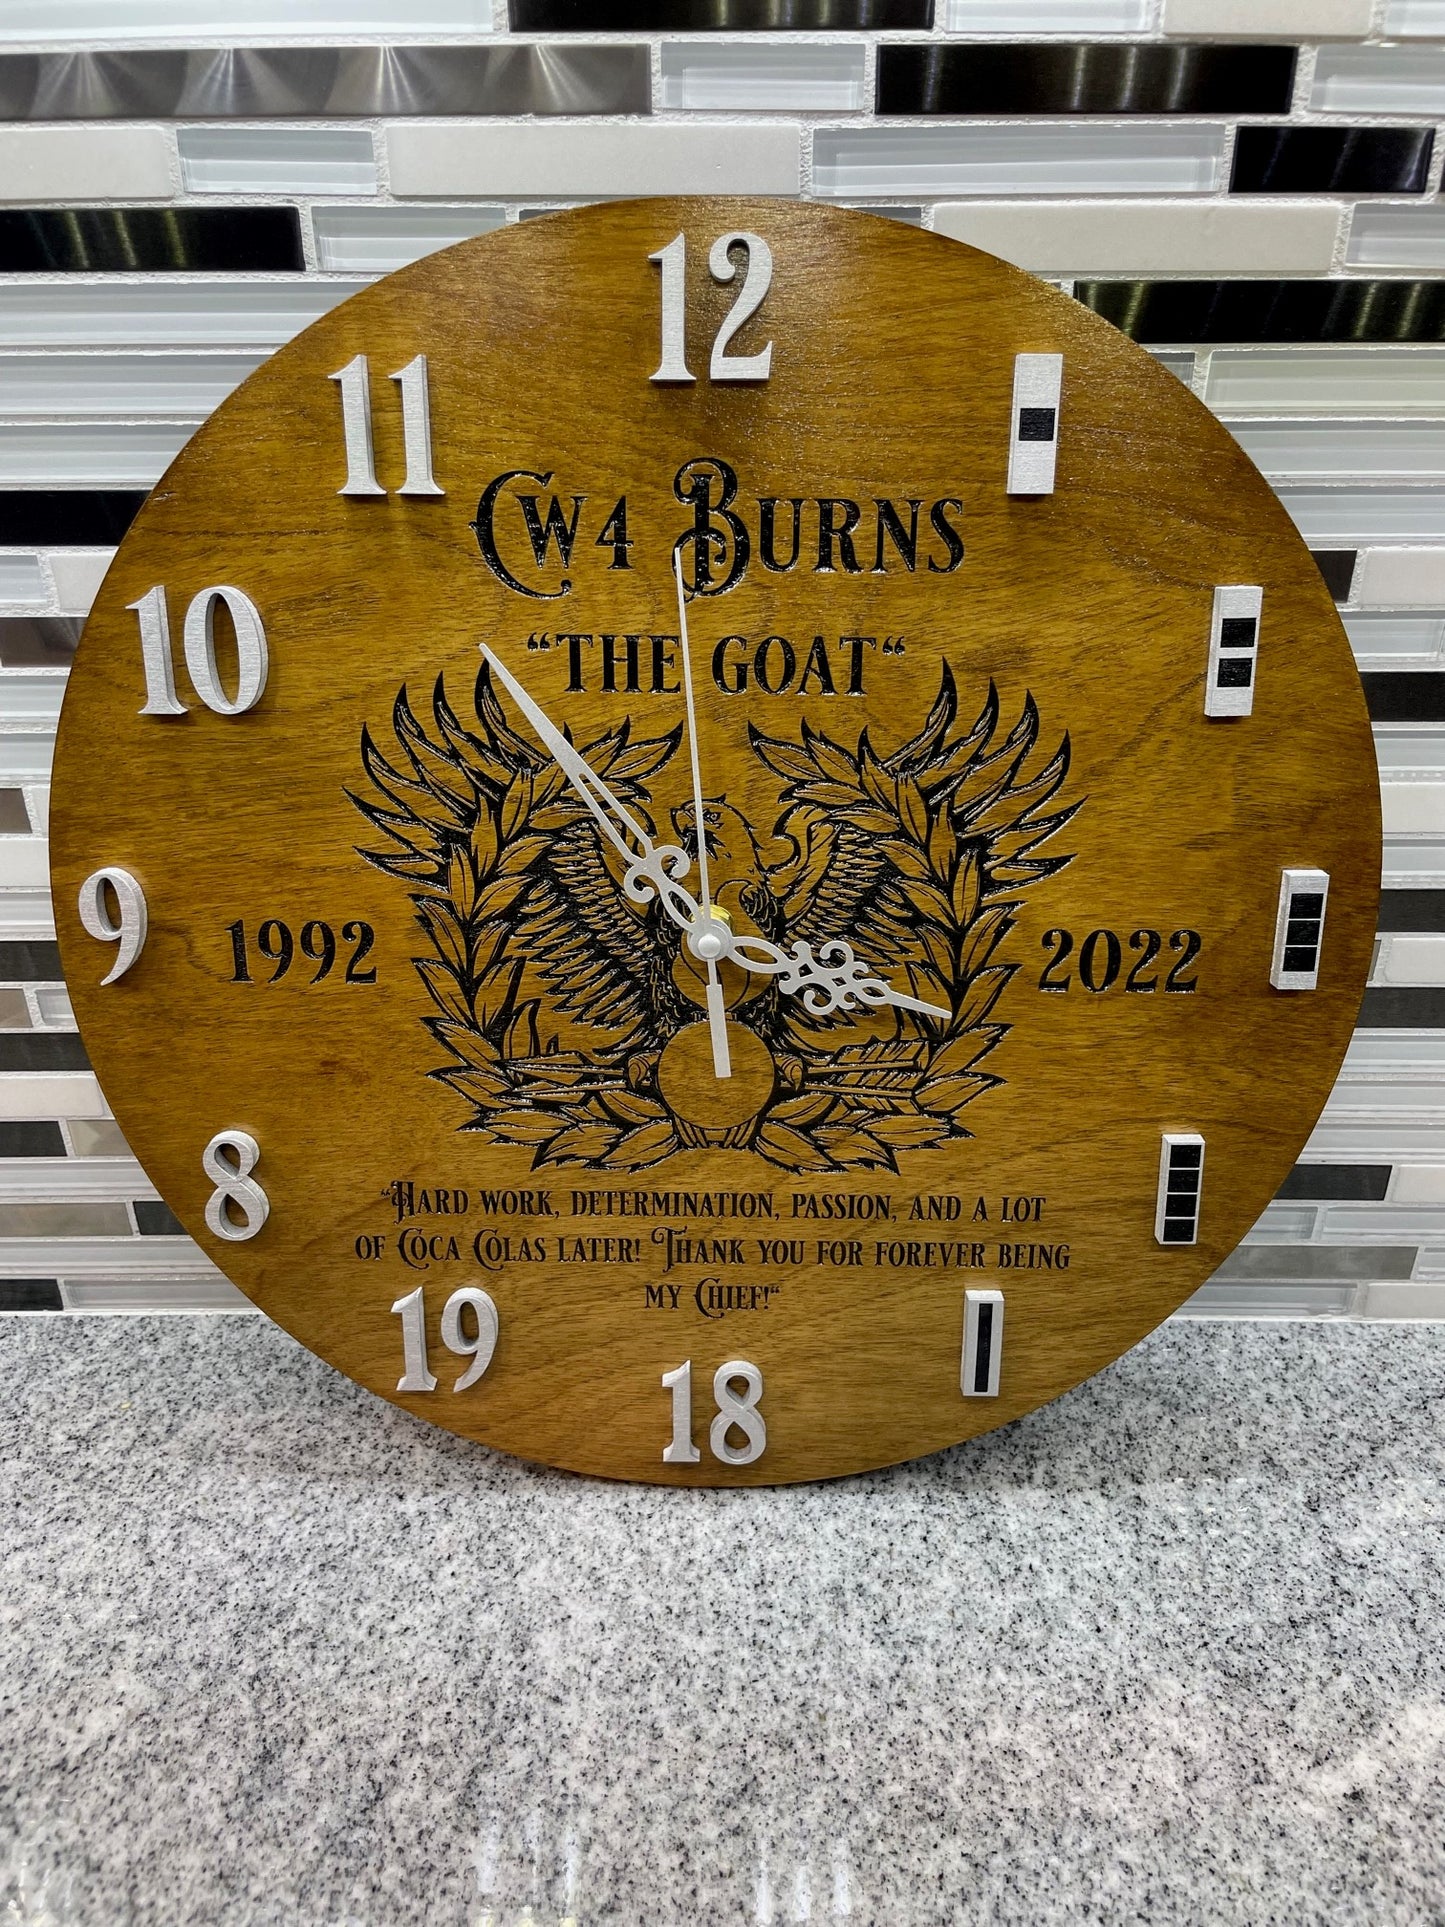 12
11
CW4 BURNS
10
“THE GOAT“
9
1992
2022
8
“HARD WORK, DETERMINATION, PASSION, AND A LOT
OF COCA COLAS LATER! THANK YOU FOR FOREVER BEING
MY CHIEF!“
19
18